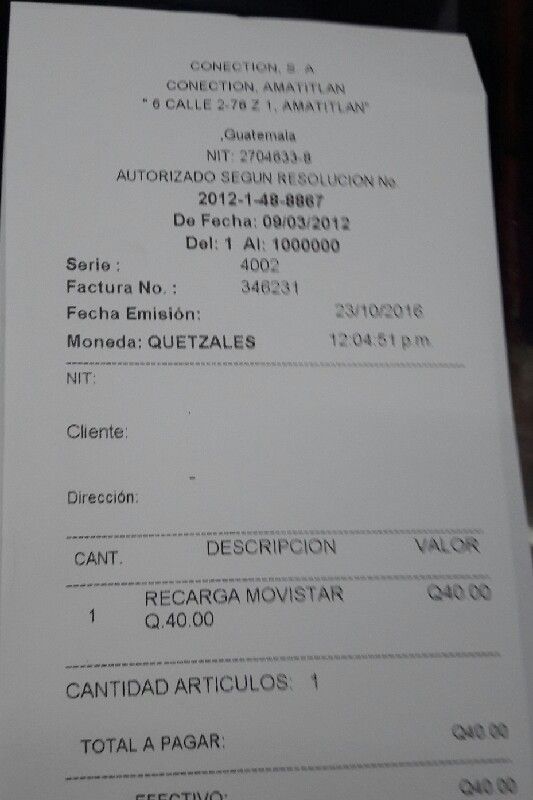 CONECTION, S. A
CONECTION, AMATITLAN
" 6 CALLE 2-76 Z 1, AMATITLAN"
,Guatemala
NIT: 2704633-8
AUTORIZADO SEGUN RESOLUCION No.
2012-1-48-8867
De Fecha: 09/03/2012
Del: 1 Al: 1000000
Serie : 4002
Factura No. : 346231
Fecha Emisión: 23/10/2016
Moneda: QUETZALES 12:04:51 p.m.
NIT:
Cliente:
Dirección:
CANT. DESCRIPCION VALOR
1 RECARGA MOVISTAR Q40.00
Q.40.00
CANTIDAD ARTICULOS: 1
TOTAL A PAGAR: Q40.00
EFECTIVO: Q40.00